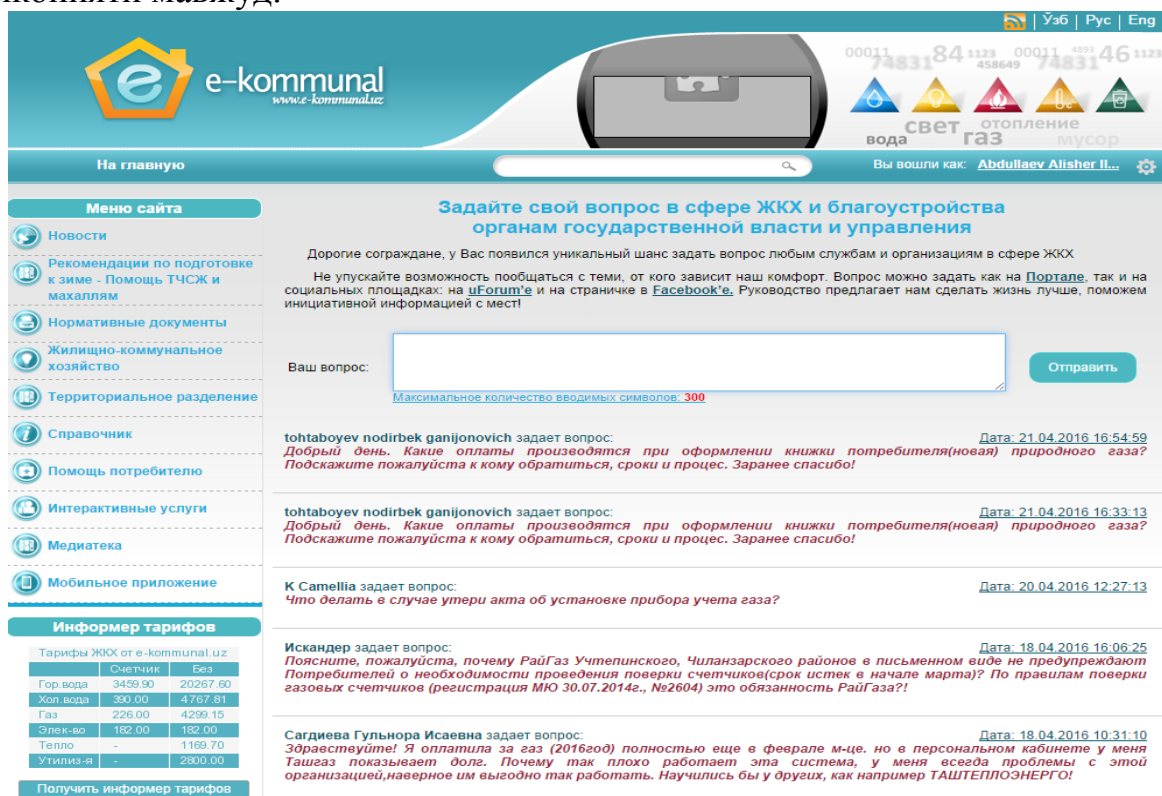 мавжуд.
Ўзб | Рус | Eng
e-kommunal
www.e-kommunal.uz
вода свет газ отопление мусор
На главную
Вы вошли как: Abdullaev Alisher Il...
Меню сайта
Новости
Рекомендации по подготовке
к зиме - Помощь ТЧСЖ и
махаллям
Нормативные документы
Жилищно-коммунальное
хозяйство
Территориальное разделение
Справочник
Помощь потребителю
Интерактивные услуги
Медиатека
Мобильное приложение
Информер тарифов
Тарифы ЖКХ от e-kommunal.uz
Счетчик Без
Гор.вода 3459.90 20267.60
Хол.вода 390.00 4767.81
Газ 226.00 4299.15
Элек-во 182.00 182.00
Тепло - 1169.70
Утилиз-я - 2800.00
Получить информер тарифов
Задайте свой вопрос в сфере ЖКХ и благоустройства
органам государственной власти и управления
Дорогие сограждане, у Вас появился уникальный шанс задать вопрос любым службам и организациям в сфере ЖКХ
Не упускайте возможность пообщаться с теми, от кого зависит наш комфорт. Вопрос можно задать как на Портале, так и на
социальных площадках: на uForum'е и на страничке в Facebook'е. Руководство предлагает нам сделать жизнь лучше, поможем
инициативной информацией с мест!
Ваш вопрос:
Отправить
Максимальное количество вводимых символов: 300
tohtaboyev nodirbek ganijonovich задает вопрос: Дата: 21.04.2016 16:54:59
Добрый день. Какие оплаты производятся при оформлении книжки потребителя(новая) природного газа?
Подскажите пожалуйста к кому обратиться, сроки и процес. Заранее спасибо!
tohtaboyev nodirbek ganijonovich задает вопрос: Дата: 21.04.2016 16:33:13
Добрый день. Какие оплаты производятся при оформлении книжки потребителя(новая) природного газа?
Подскажите пожалуйста к кому обратиться, сроки и процес. Заранее спасибо!
K Camellia задает вопрос: Дата: 20.04.2016 12:27:13
Что делать в случае утери акта об установке прибора учета газа?
Искандер задает вопрос: Дата: 18.04.2016 16:06:25
Поясните, пожалуйста, почему РайГаз Учтепинского, Чиланзарского районов в письменном виде не предупреждают
Потребителей о необходимости проведения поверки счетчиков(срок истек в начале марта)? По правилам поверки
газовых счетчиков (регистрация МЮ 30.07.2014г., №2604) это обязанность РайГаза?!
Сагдиева Гульнора Исаевна задает вопрос: Дата: 18.04.2016 10:31:10
Здравствуйте! Я оплатила за газ (2016год) полностью еще в феврале м-це. но в персональном кабинете у меня
Ташгаз показывает долг. Почему так плохо работает эта система, у меня всегда проблемы с этой
организацией,наверное им выгодно так работать. Научились бы у других, как например ТАШТЕПЛОЭНЕРГО!